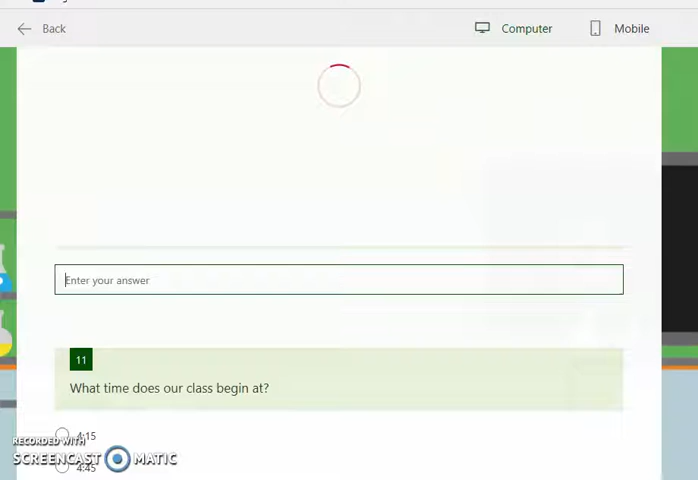 Back
Computer
Mobile
Enter your answer
11
What time does our class begin at?
4:15
RECORDED WITH
SCREENCAST MATIC
4:45